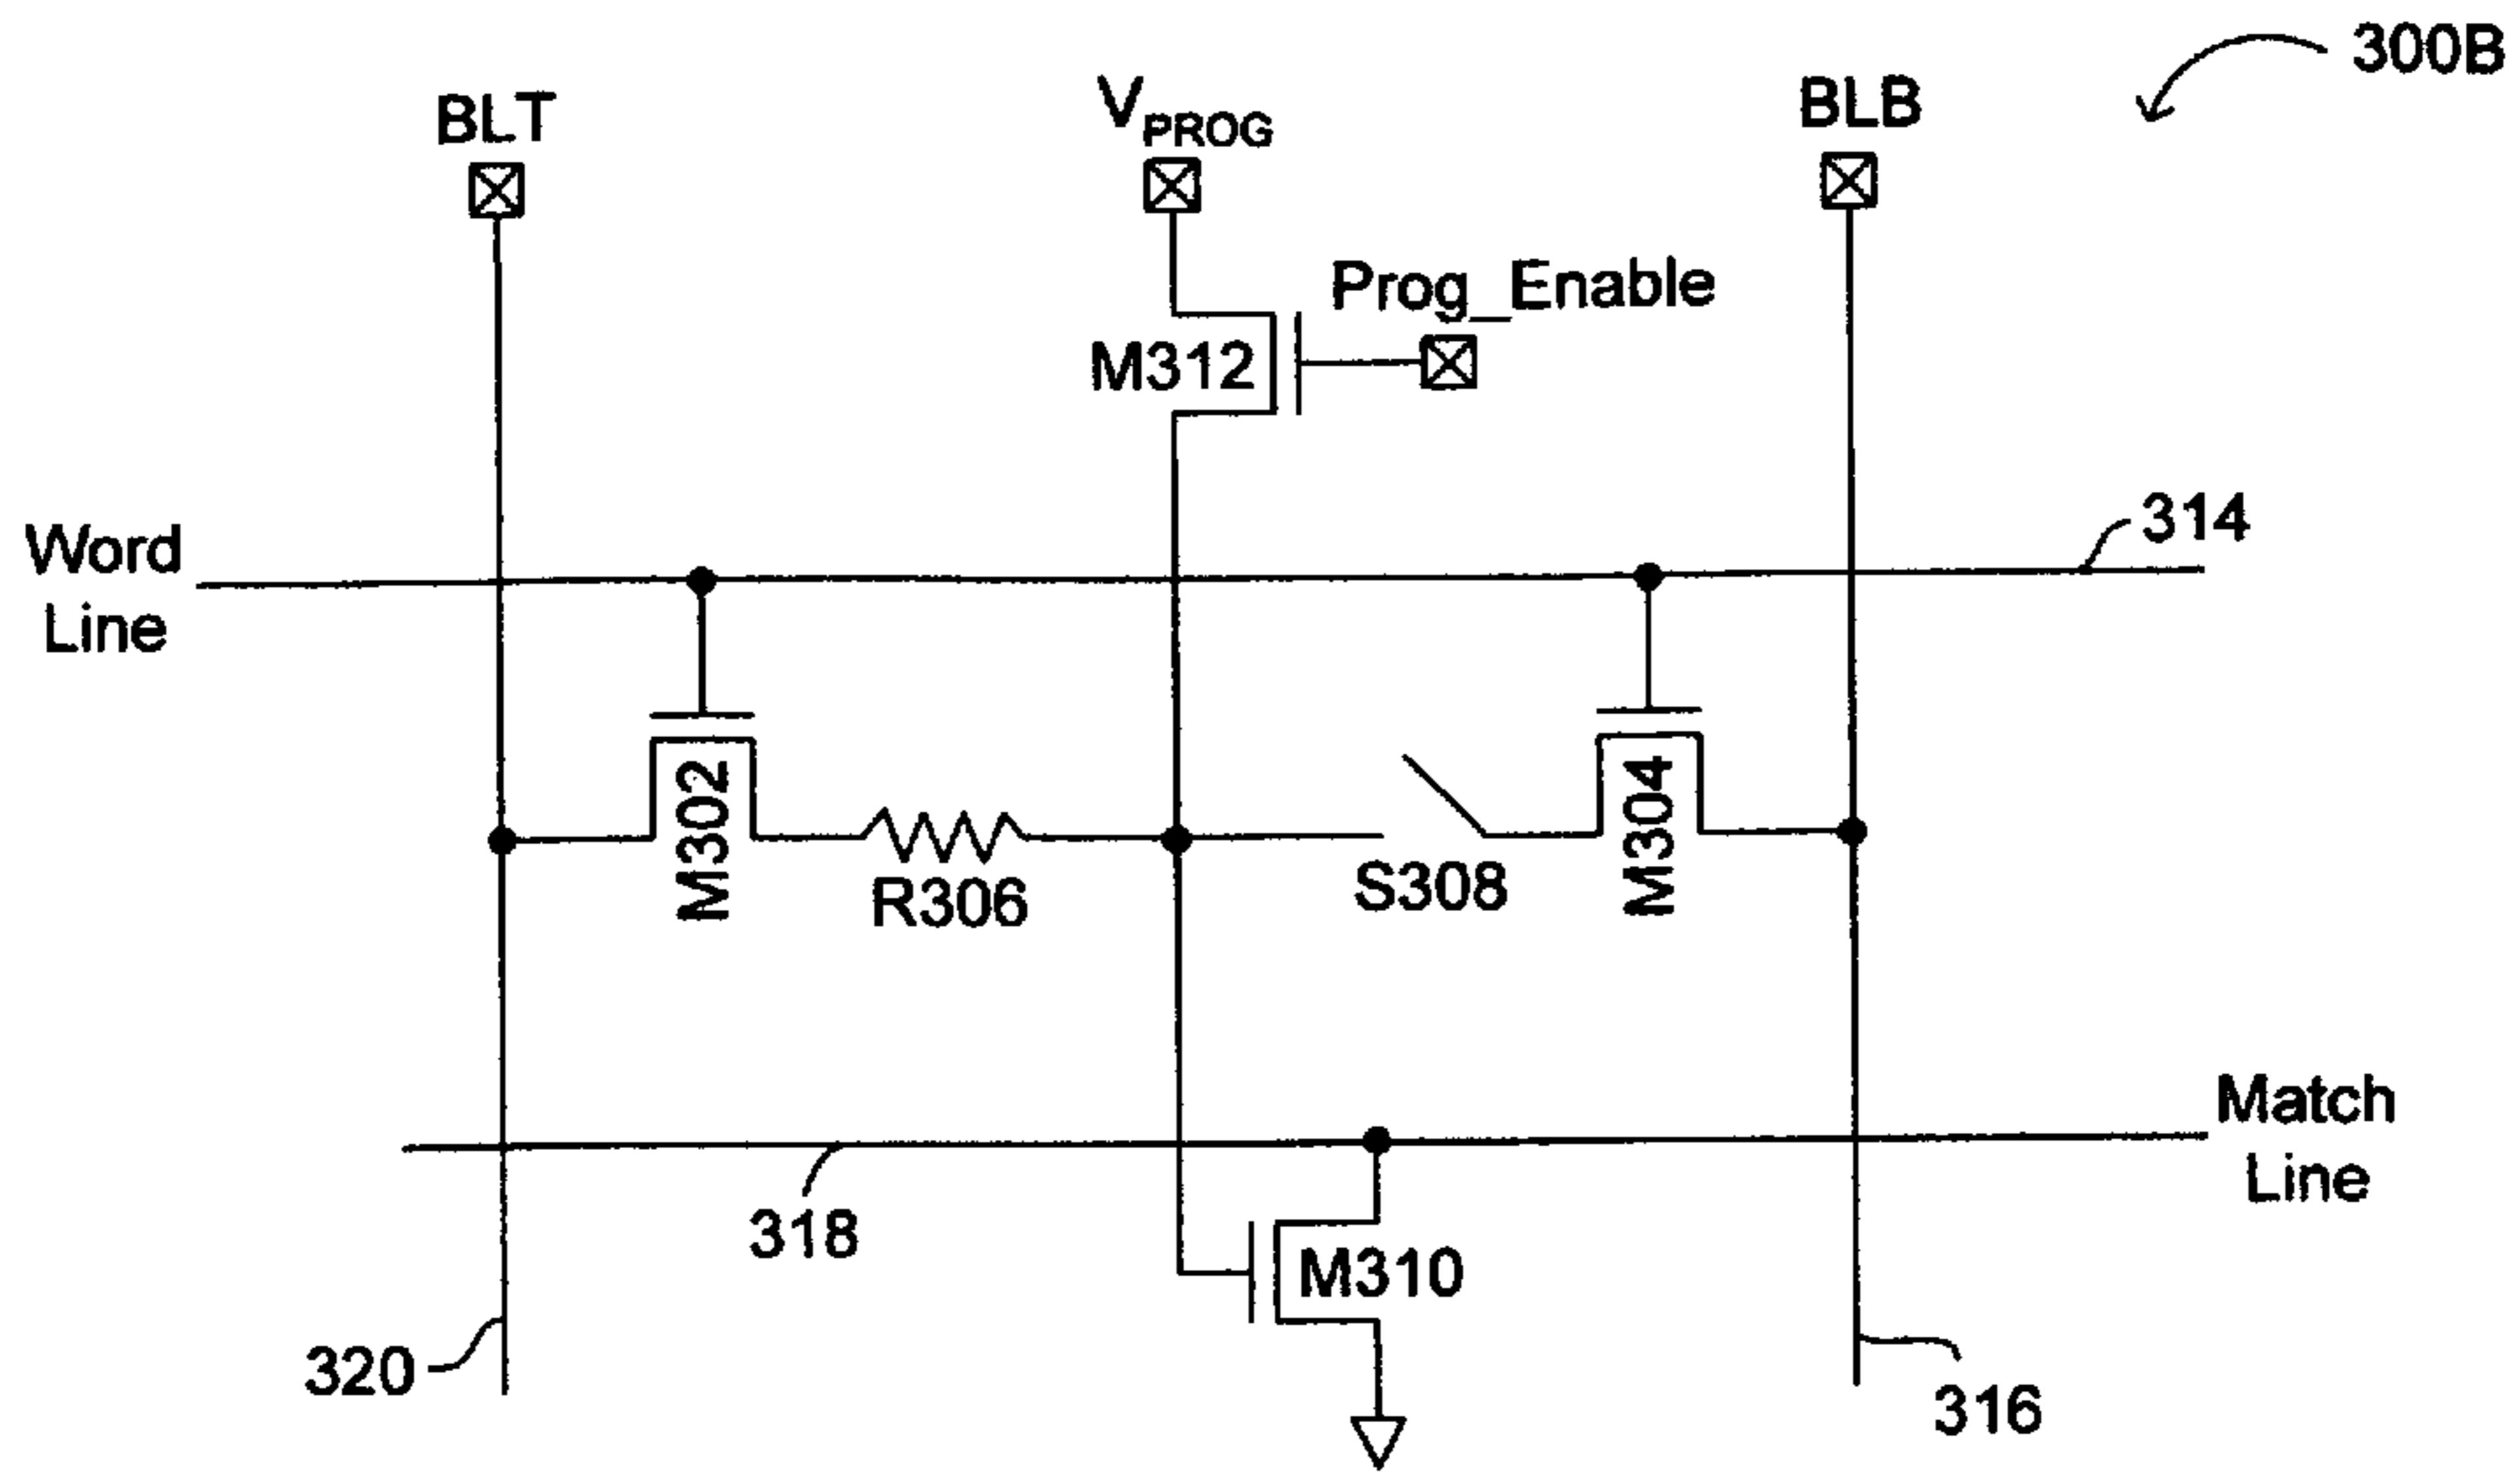 300B
BLT
VPROG
BLB
Prog_Enable
M312
314
Word
Line
M302
M304
R306
S308
Match
Line
318
M310
320
316